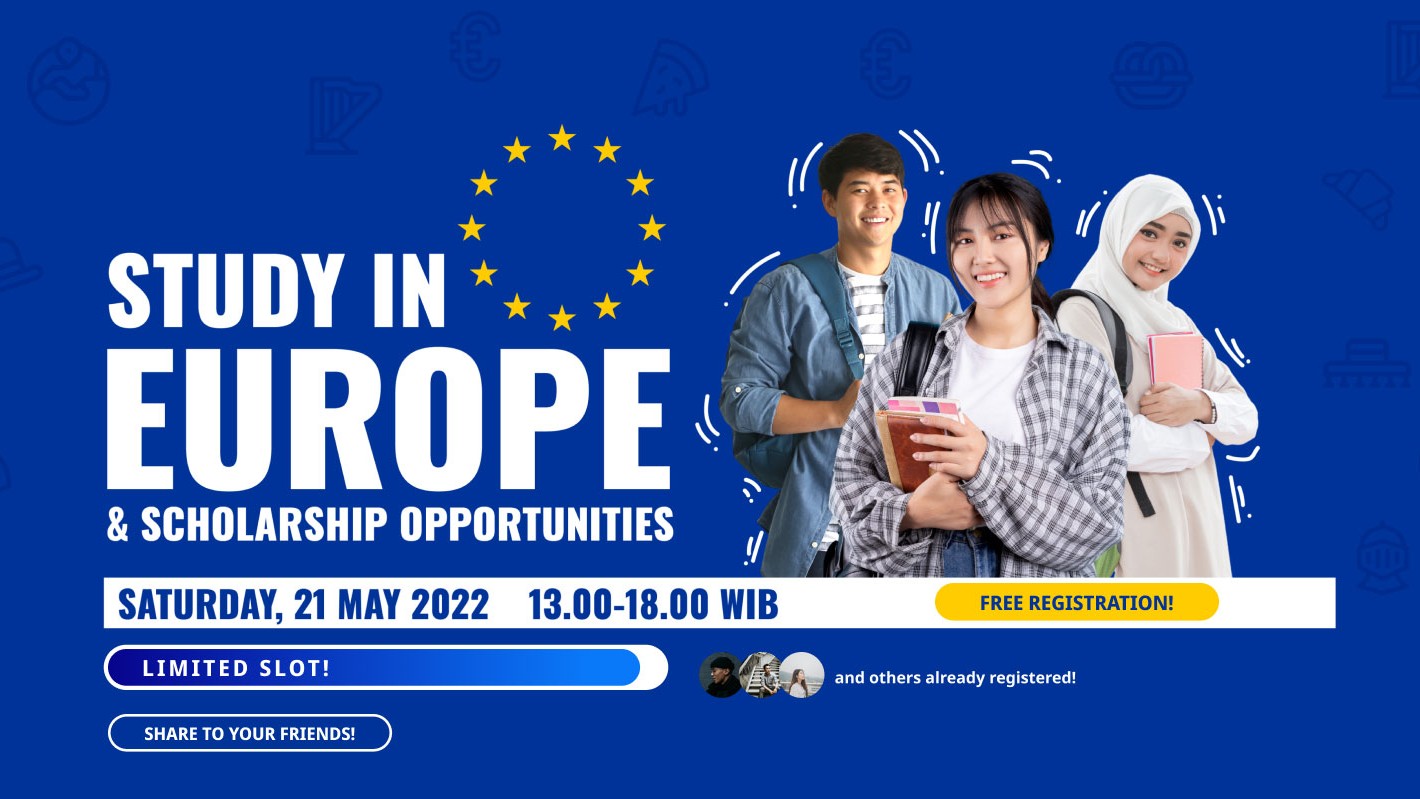 STUDY IN
EUROPE
& SCHOLARSHIP OPPORTUNITIES
SATURDAY, 21 MAY 2022 13.00-18.00 WIB
FREE REGISTRATION!
LIMITED SLOT!
and others already registered!
SHARE TO YOUR FRIENDS!